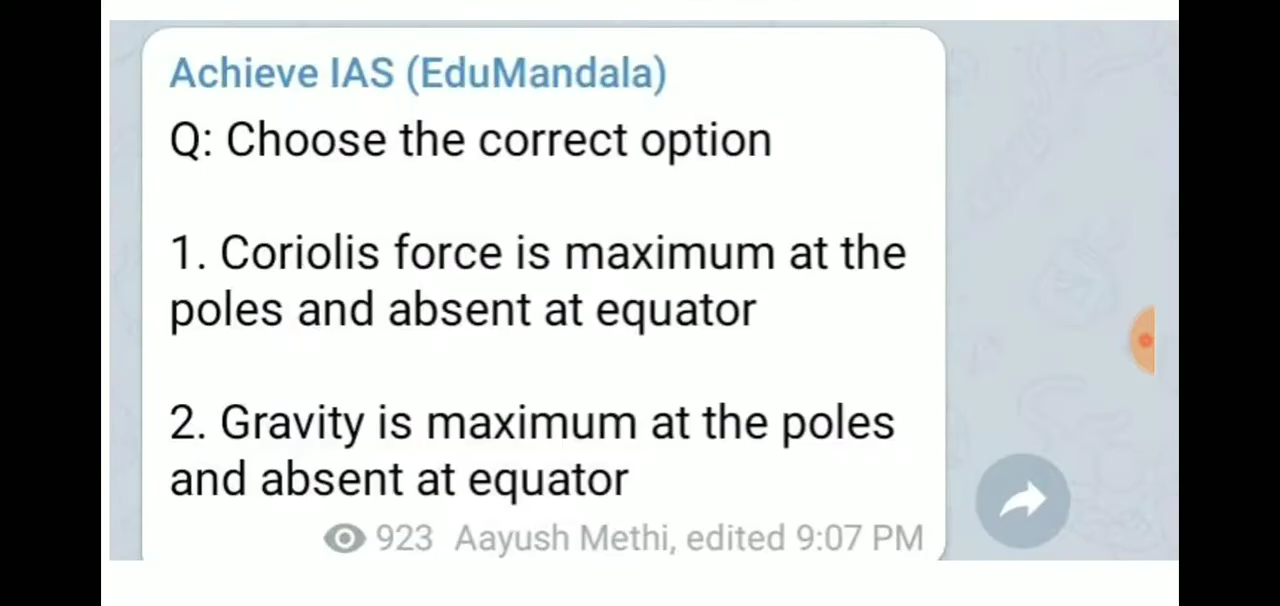 Achieve IAS (EduMandala)
Q: Choose the correct option
1. Coriolis force is maximum at the
poles and absent at equator
2. Gravity is maximum at the poles
and absent at equator
923 Aayush Methi, edited 9:07 PM